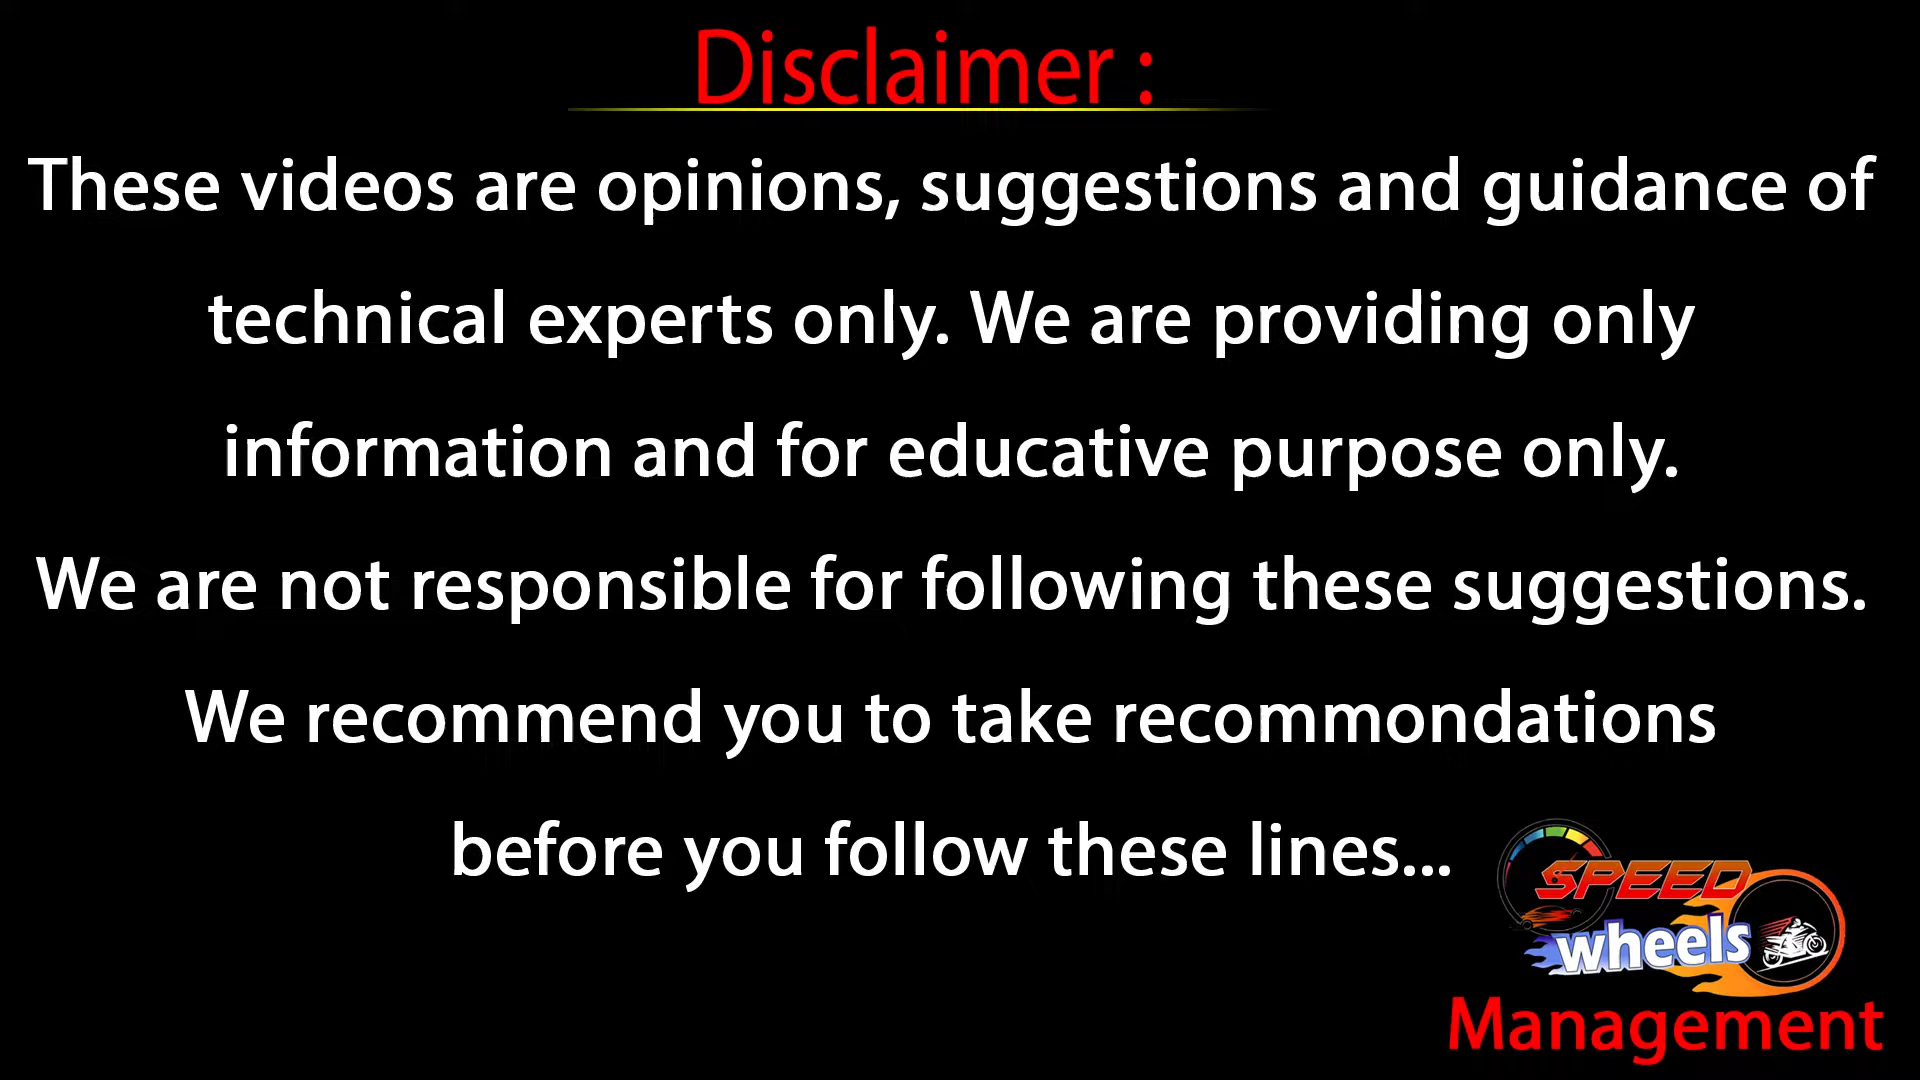 Disclaimer :
These videos are opinions, suggestions and guidance of
technical experts only. We are providing only
information and for educative purpose only.
We are not responsible for following these suggestions.
We recommend you to take recommondations
before you follow these lines...
SPEED
wheels
Management